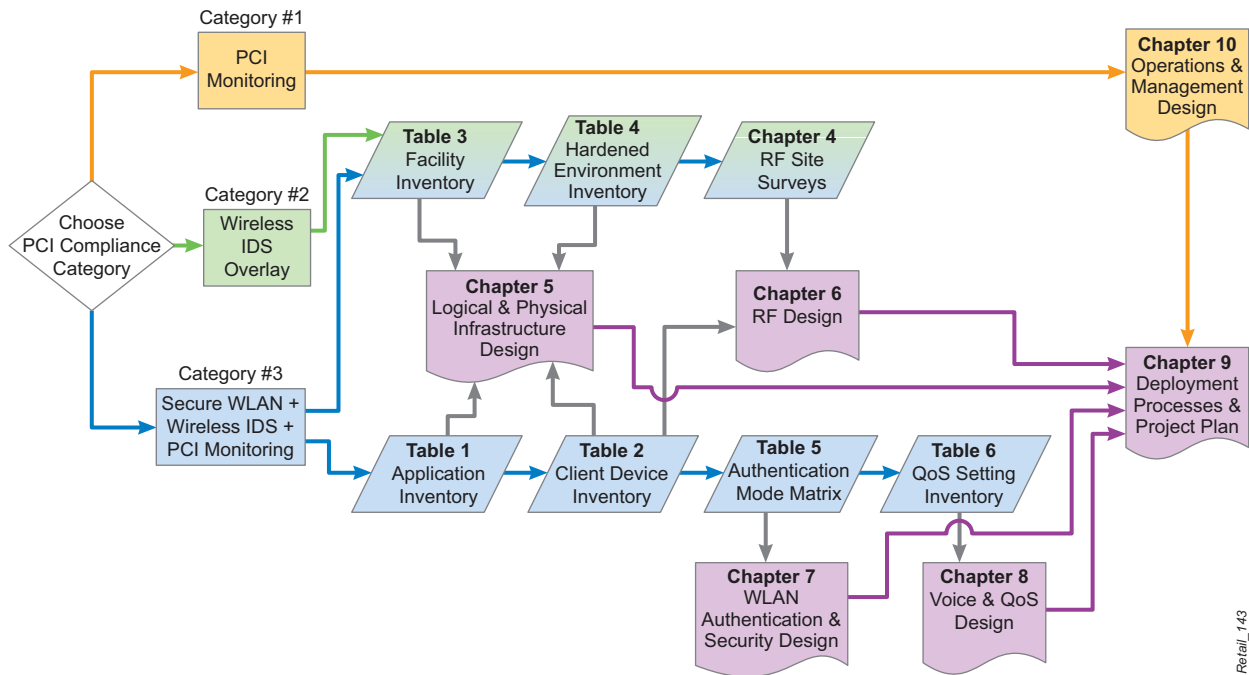 Category #1
PCI
Monitoring
Chapter 10
Operations &
Management
Design
Table 3
Facility
Inventory
Table 4
Hardened
Environment
Inventory
Chapter 4
RF Site
Surveys
Category #2
Wireless
IDS
Overlay
Choose
PCI Compliance
Category
Chapter 5
Logical & Physical
Infrastructure
Design
Chapter 6
RF Design
Chapter 9
Deployment
Processes &
Project Plan
Category #3
Secure WLAN +
Wireless IDS +
PCI Monitoring
Table 1
Application
Inventory
Table 2
Client Device
Inventory
Table 5
Authentication
Mode Matrix
Table 6
QoS Setting
Inventory
Chapter 7
WLAN
Authentication &
Security Design
Chapter 8
Voice & QoS
Design
Retail_143